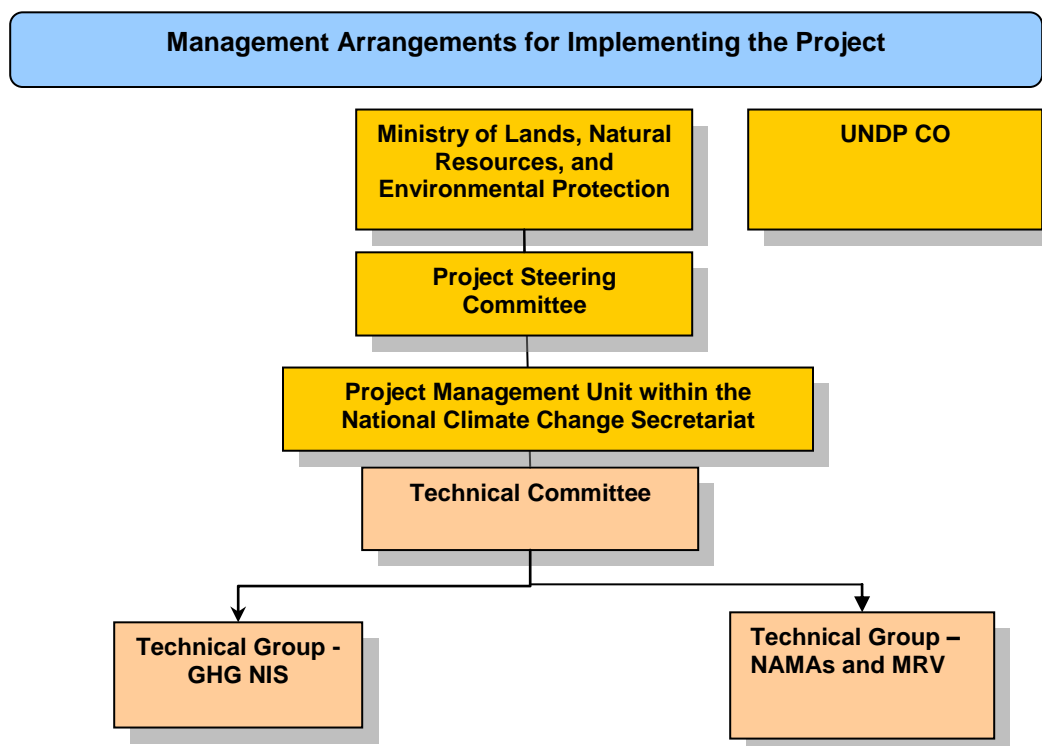 Management Arrangements for Implementing the Project
Ministry of Lands, Natural
Resources, and
Environmental Protection
UNDP CO
Project Steering
Committee
Project Management Unit within the
National Climate Change Secretariat
Technical Committee
Technical Group -
GHG NIS
Technical Group –
NAMAs and MRV